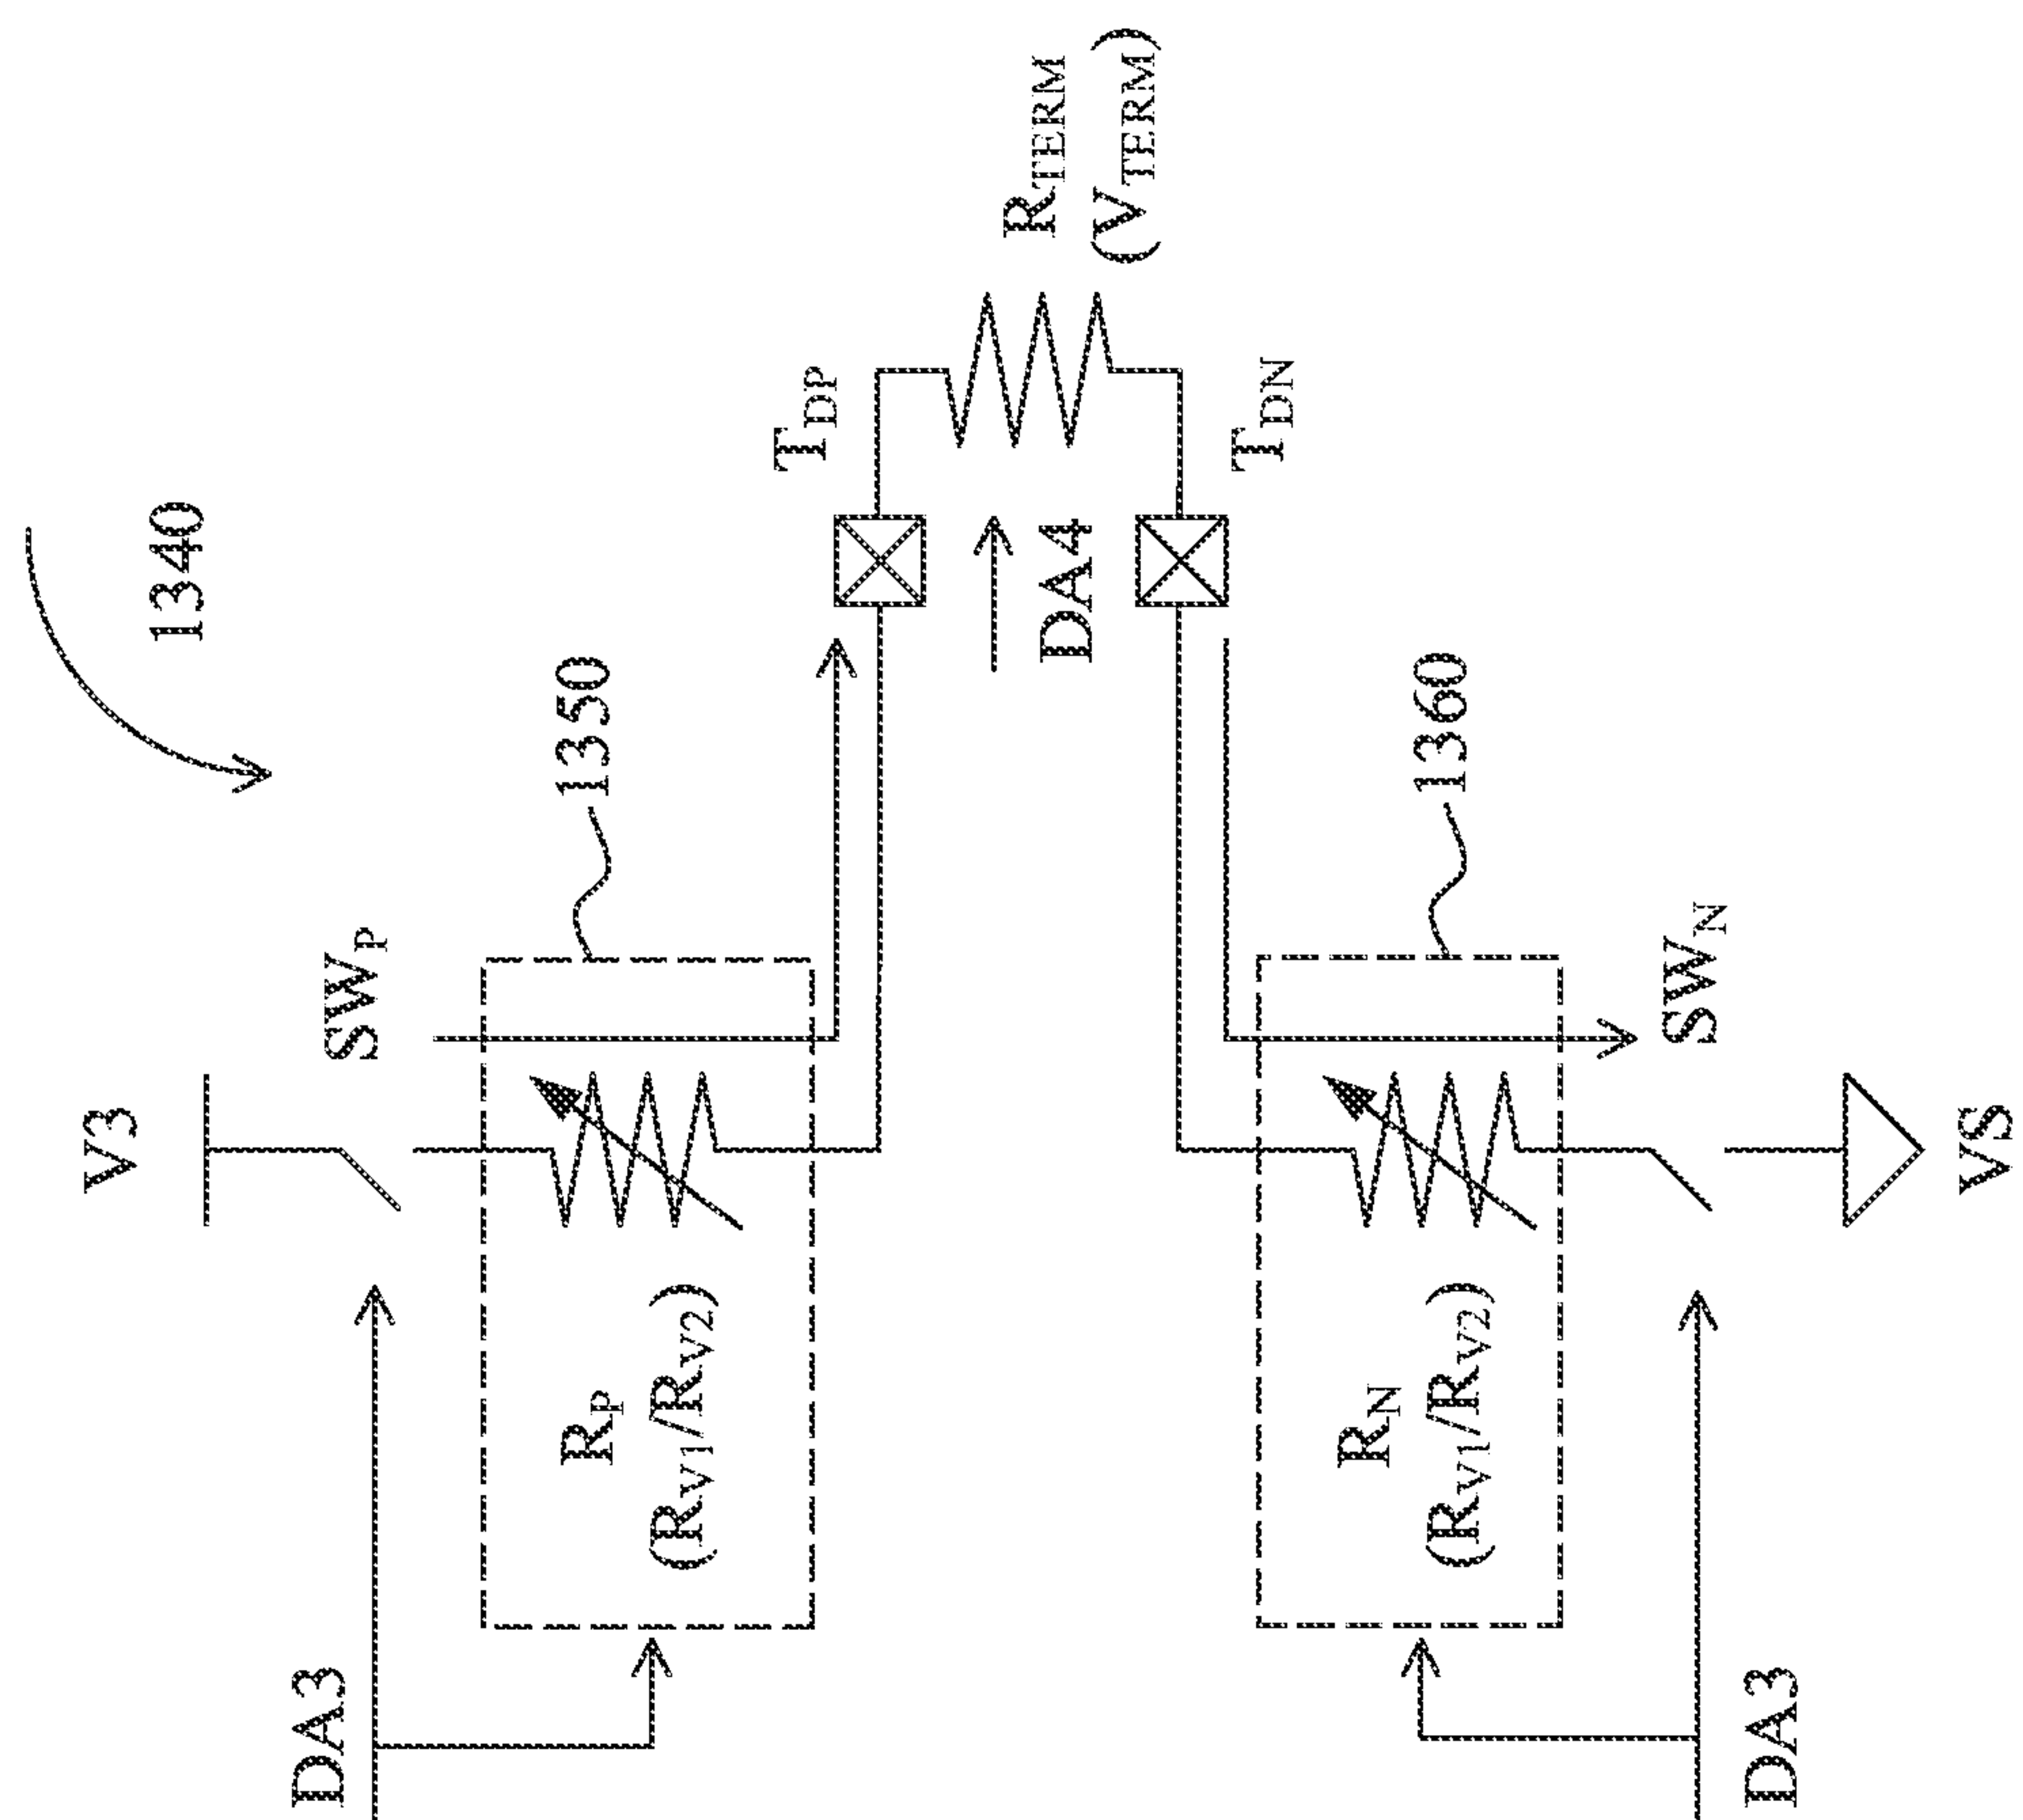 1340
V3
SWP
DA3
1350
RP
(RV1/RV2)
TDP
DA4
RTERM
(VTERM)
TDN
1360
RN
(RV1/RV2)
SWN
DA3
VS